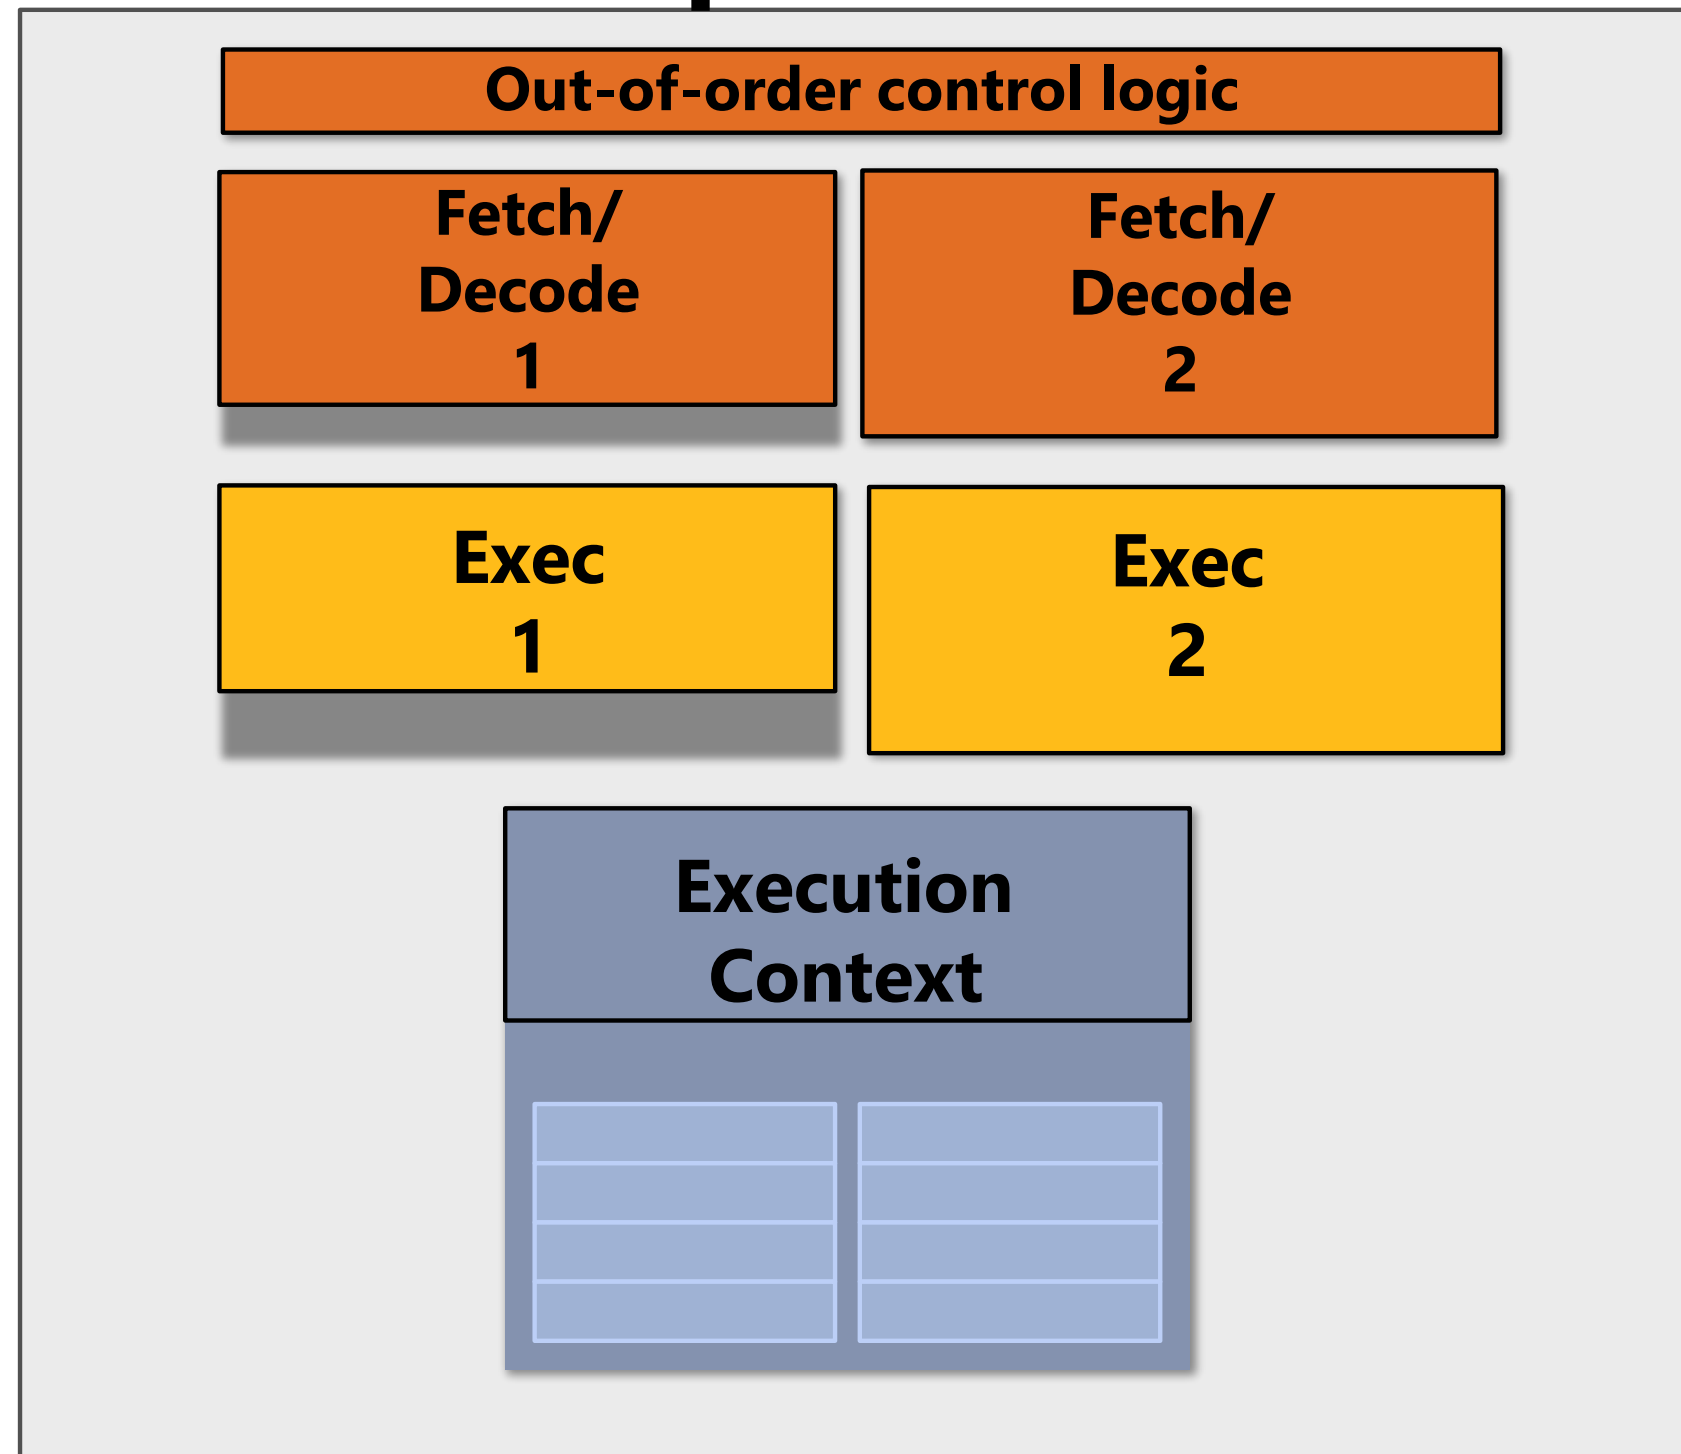 Out-of-order control logic
Fetch/
Decode
1
Fetch/
Decode
2
Exec
1
Exec
2
Execution
Context